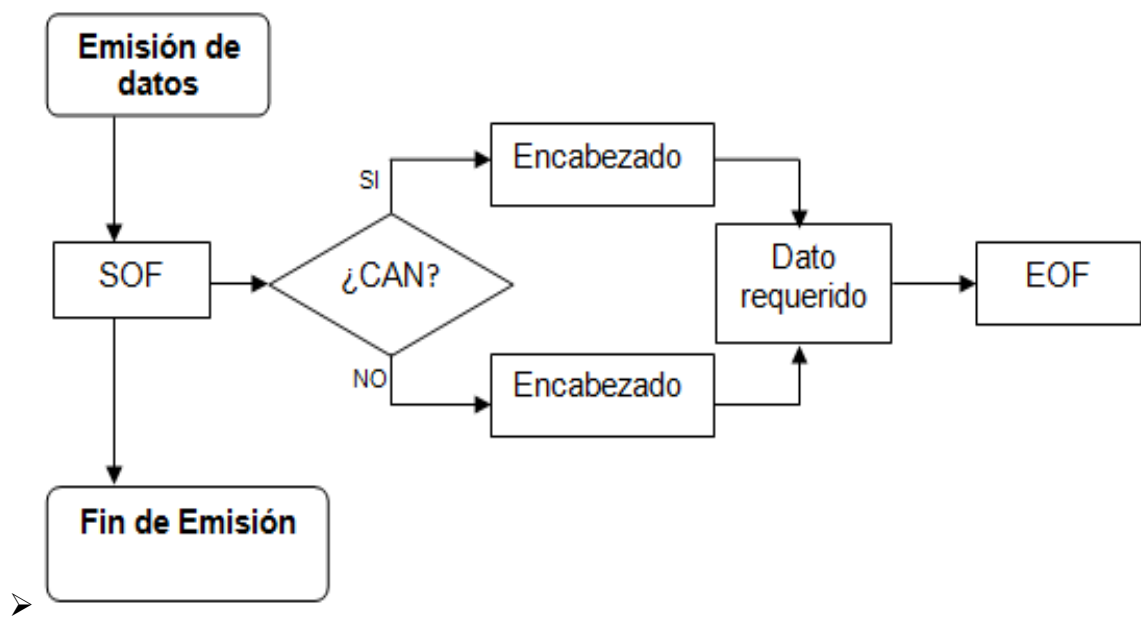 Emisión de
datos
SOF
¿CAN?
SI
Encabezado
NO
Encabezado
Dato
requerido
EOF
Fin de Emisión